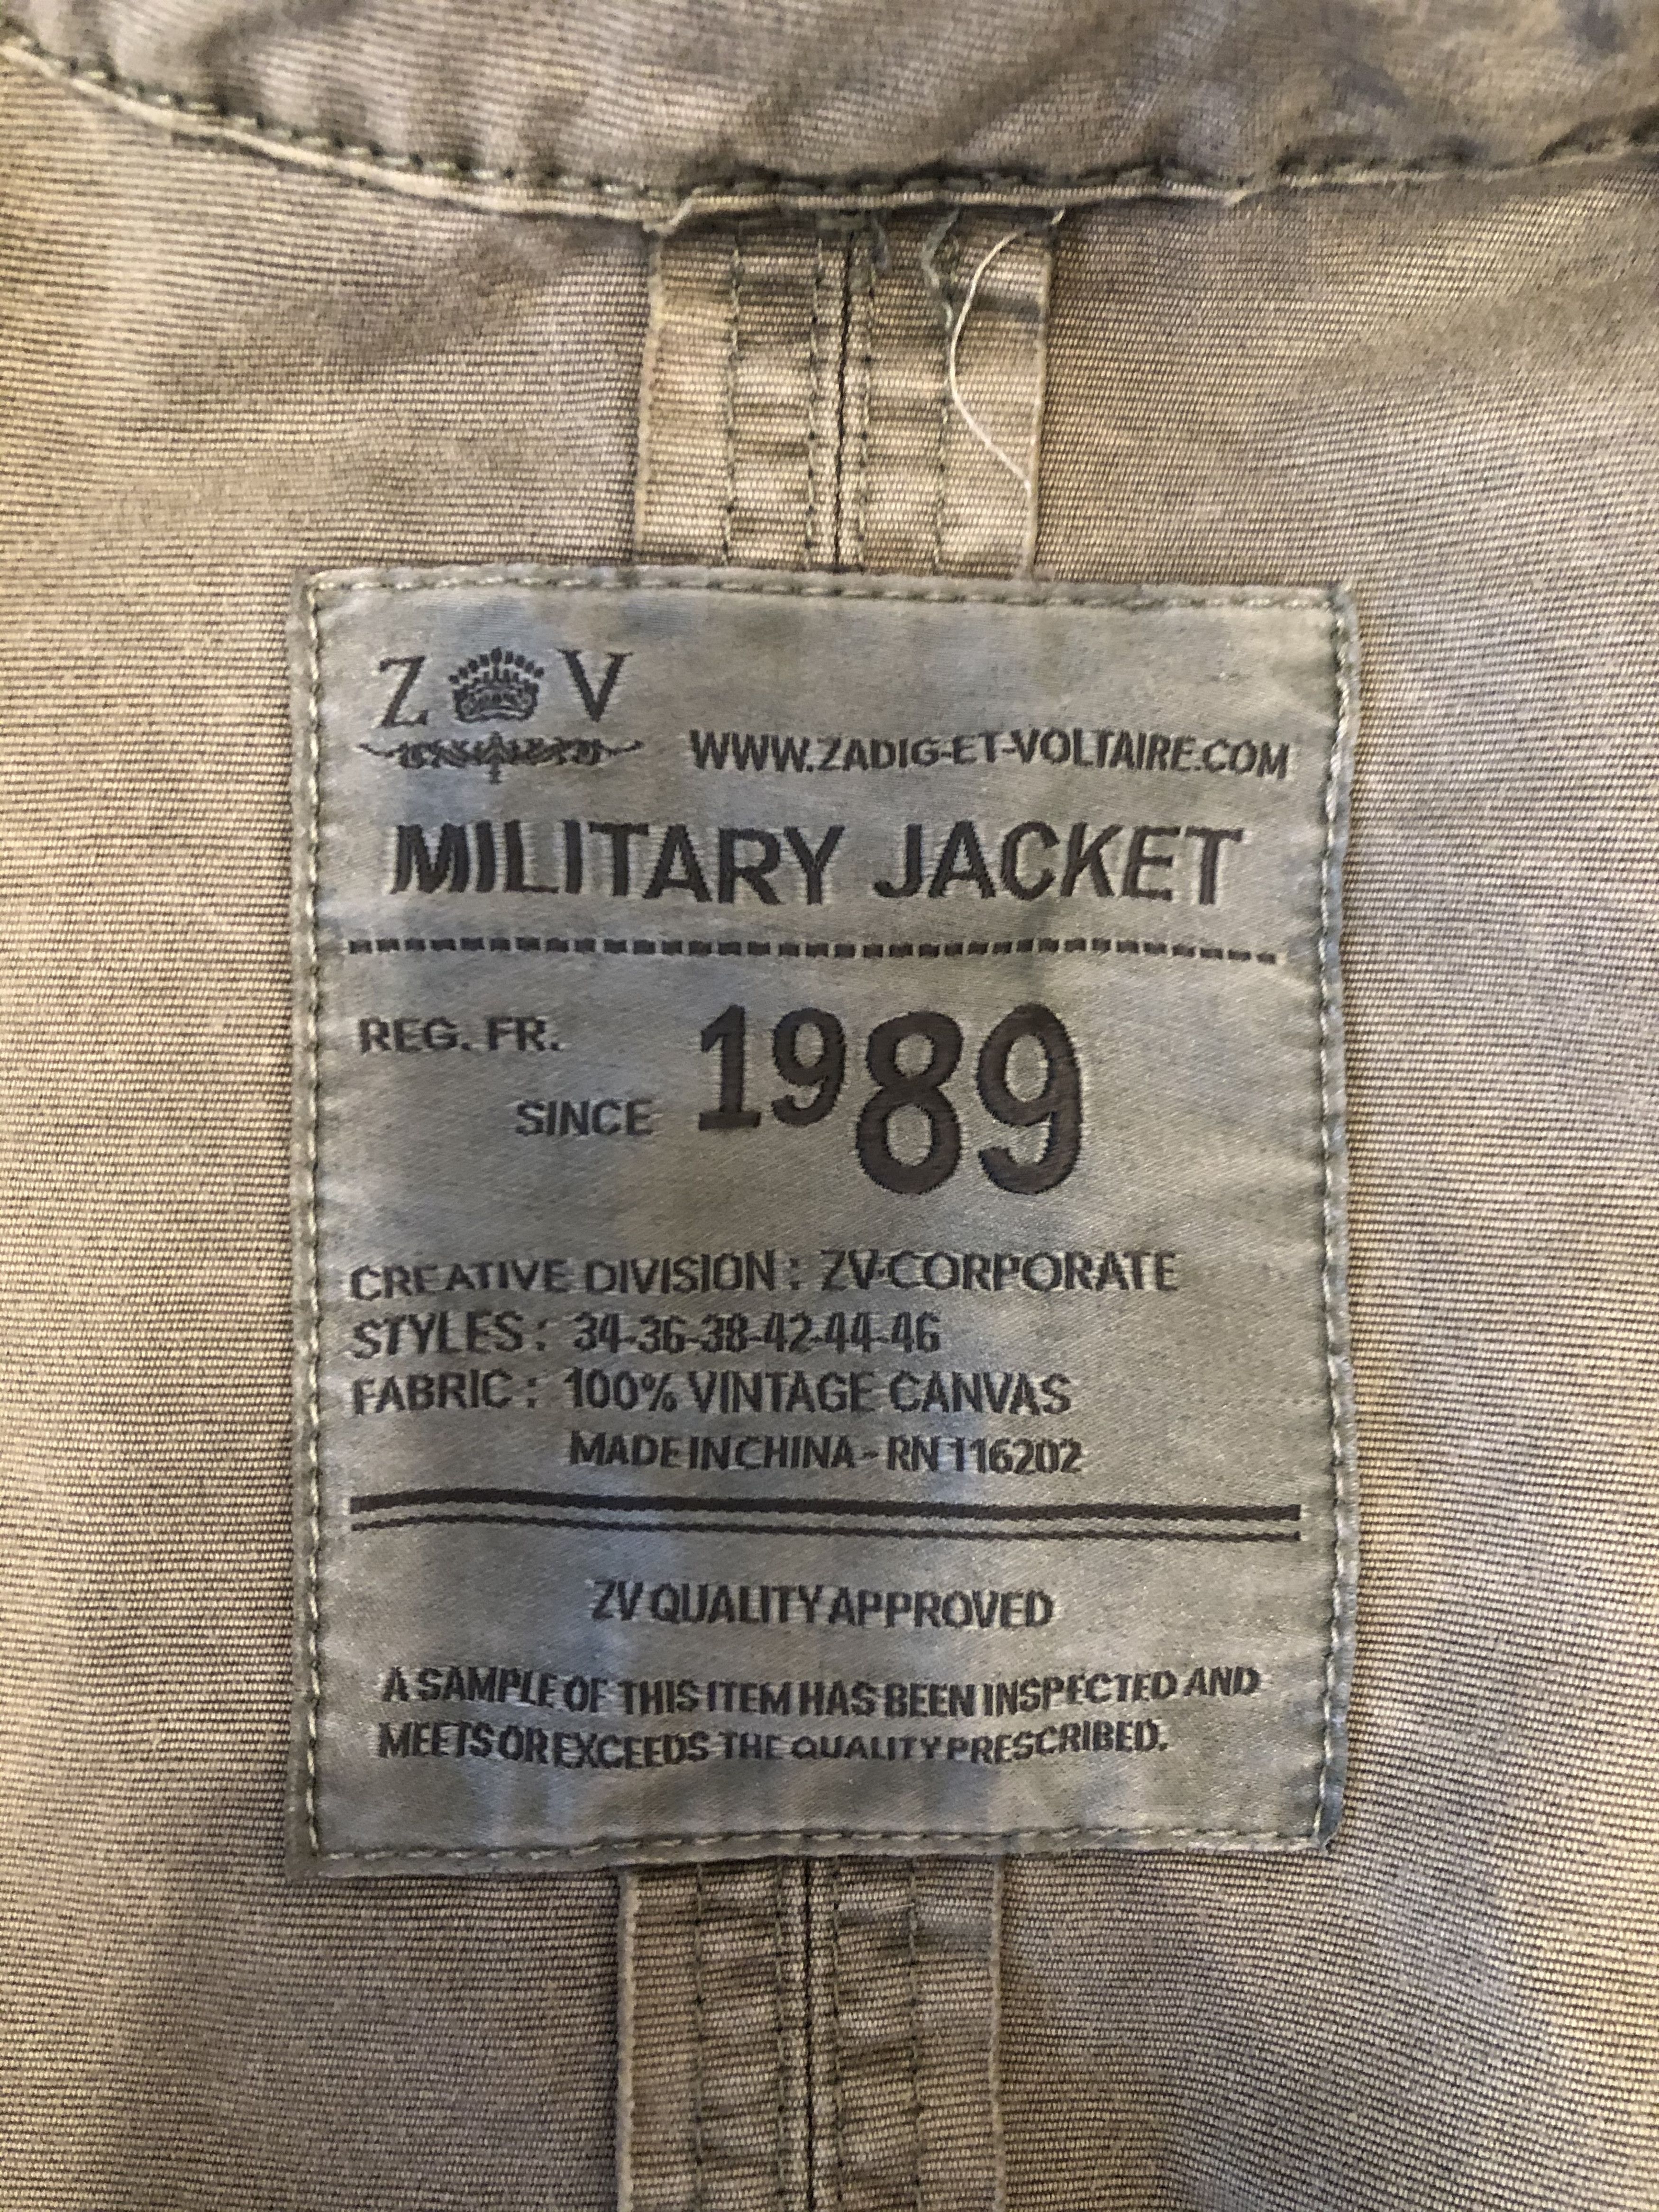 Z V
WWW.ZADIG-ET-VOLTAIRE.COM
MILITARY JACKET
REG. FR.
SINCE 1989
CREATIVE DIVISION : ZV-CORPORATE
STYLES : 34-36-38-42-44-46
FABRIC : 100% VINTAGE CANVAS
MADE IN CHINA - RN 116202
ZV QUALITY APPROVED
A SAMPLE OF THIS ITEM HAS BEEN INSPECTED AND
MEETS OR EXCEEDS THE QUALITY PRESCRIBED.